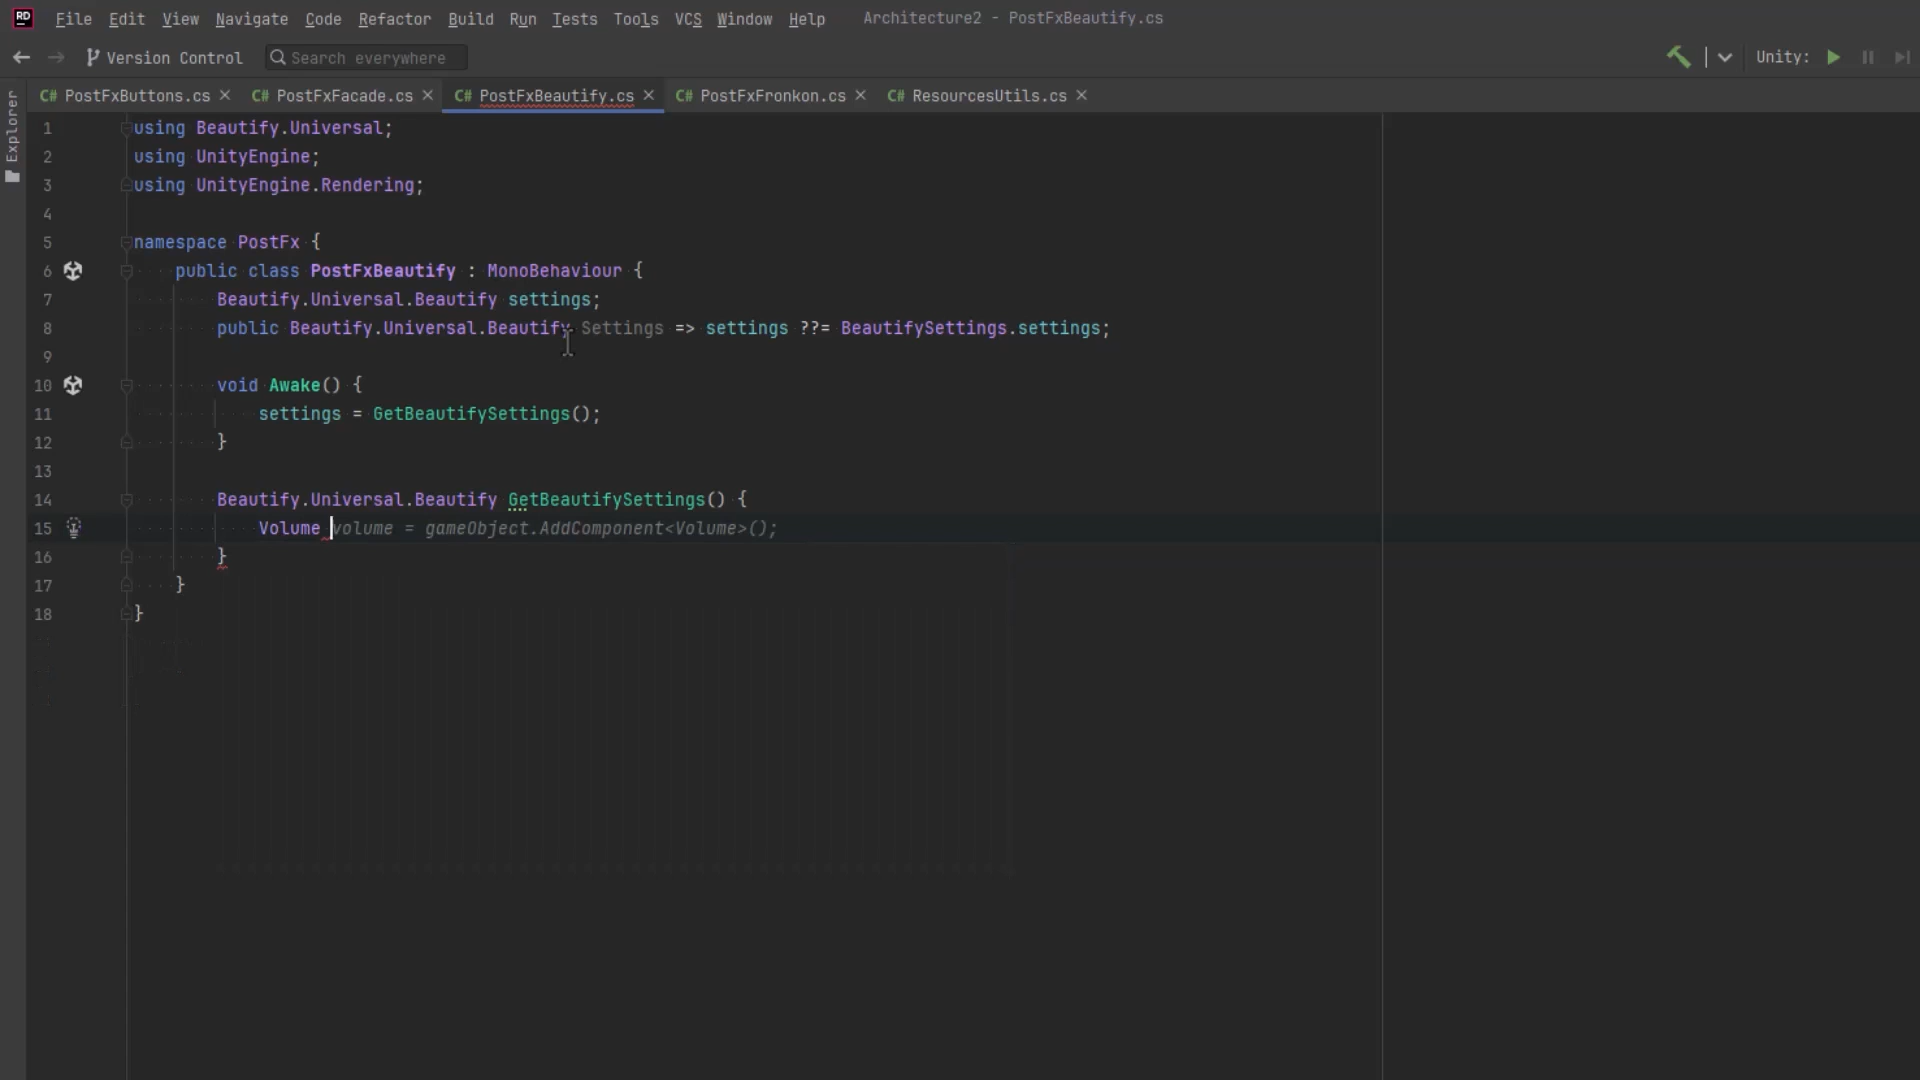 RD File Edit View Navigate Code Refactor Build Run Tests Tools VCS Window Help Architecture2 - PostFxBeautify.cs
Version Control Search everywhere Unity:
C# PostFxButtons.cs C# PostFxFacade.cs C# PostFxBeautify.cs C# PostFxFronkon.cs C# ResourcesUtils.cs
Explorer
1 using Beautify.Universal;
2 using UnityEngine;
3 using UnityEngine.Rendering;
4
5 namespace PostFx {
6 public class PostFxBeautify : MonoBehaviour {
7 Beautify.Universal.Beautify settings;
8 public Beautify.Universal.Beautify Settings => settings ??= BeautifySettings.settings;
9
10 void Awake() {
11 settings = GetBeautifySettings();
12 }
13
14 Beautify.Universal.Beautify GetBeautifySettings() {
15 Volume volume = gameObject.AddComponent<Volume>();
16 }
17 }
18 }